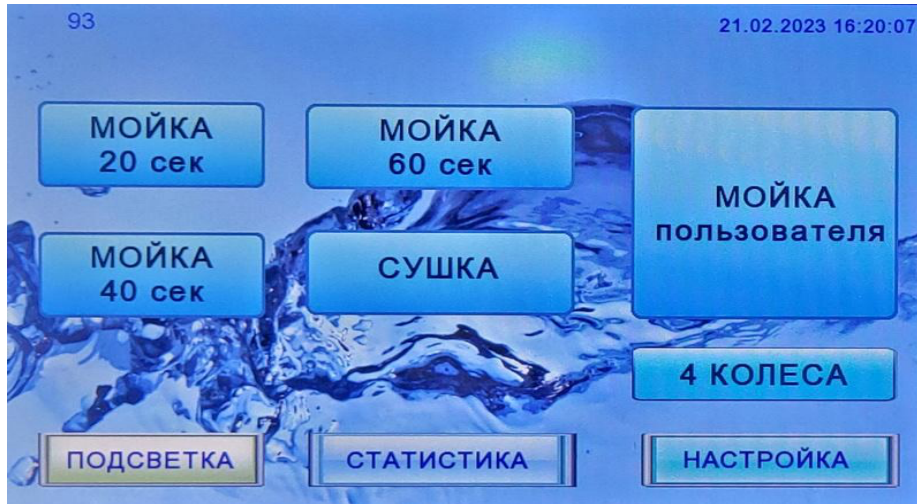 93
21.02.2023 16:20:07
МОЙКА
20 сек
МОЙКА
60 сек
МОЙКА
пользователя
МОЙКА
40 сек
СУШКА
4 КОЛЕСА
ПОДСВЕТКА
СТАТИСТИКА
НАСТРОЙКА